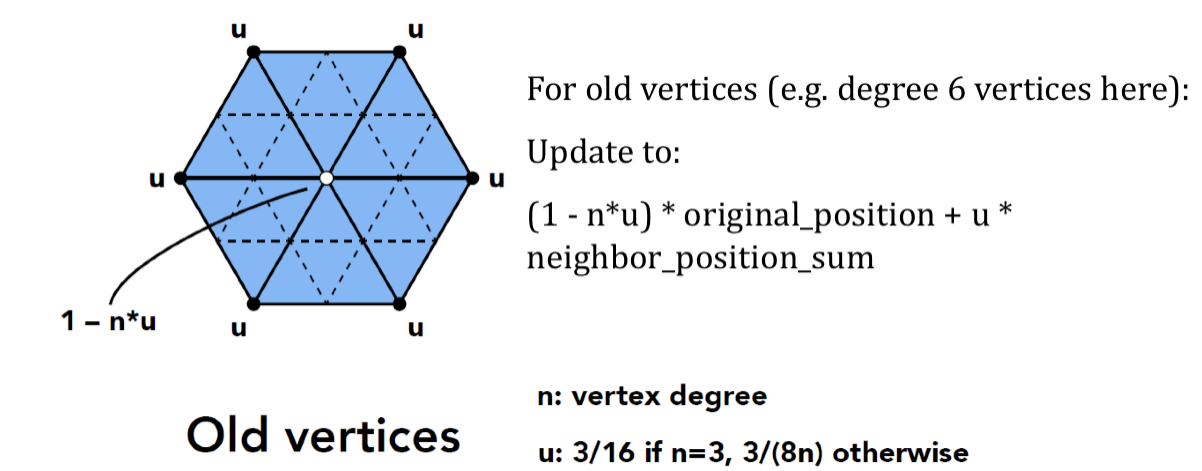 u
u
For old vertices (e.g. degree 6 vertices here):
Update to:
u
u
(1 - n*u) * original_position + u *
neighbor_position_sum
1 – n*u
u
u
n: vertex degree
Old vertices
u: 3/16 if n=3, 3/(8n) otherwise